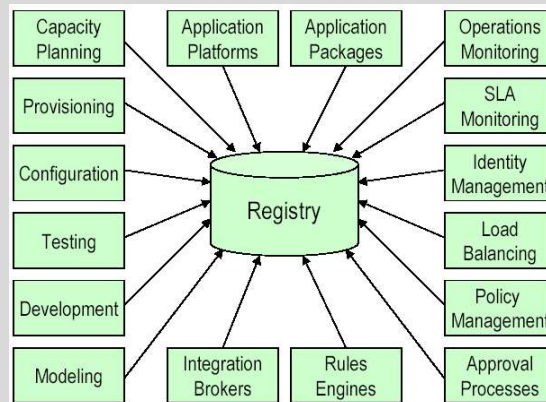 Capacity
Planning
Application
Platforms
Application
Packages
Operations
Monitoring
Provisioning
SLA
Monitoring
Configuration
Identity
Management
Registry
Testing
Load
Balancing
Development
Policy
Management
Modeling
Integration
Brokers
Rules
Engines
Approval
Processes